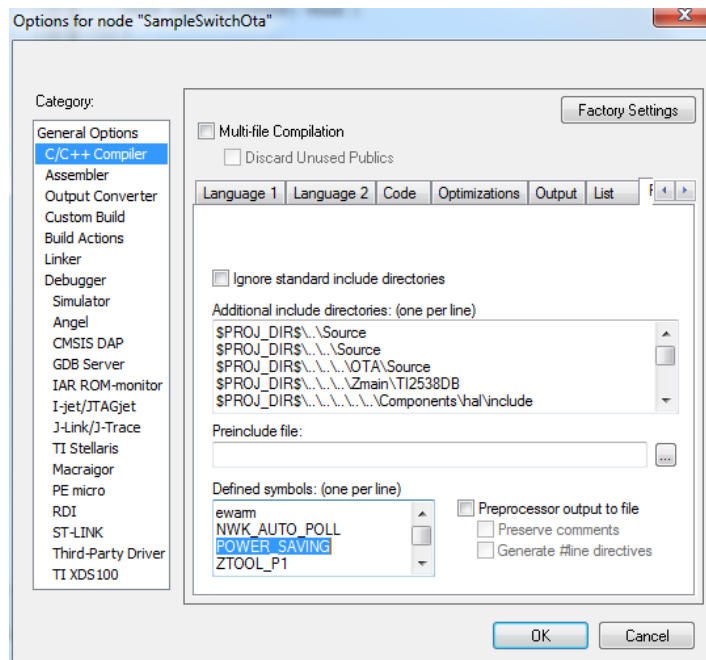 Options for node "SampleSwitchOta"
Category:
General Options
C/C++ Compiler
Assembler
Output Converter
Custom Build
Build Actions
Linker
Debugger
Simulator
Angel
CMSIS DAP
GDB Server
IAR ROM-monitor
I-jet/JTAGjet
J-Link/J-Trace
TI Stellaris
Macraigor
PE micro
RDI
ST-LINK
Third-Party Driver
TI XDS100
Factory Settings
Multi-file Compilation
Discard Unused Publics
Language 1 Language 2 Code Optimizations Output List
Ignore standard include directories
Additional include directories: (one per line)
$PROJ_DIR$\..\Source
$PROJ_DIR$\..\..\Source
$PROJ_DIR$\..\..\..\OTA\Source
$PROJ_DIR$\..\..\..\Zmain\TI2538DB
$PROJ_DIR$\..\..\..\..\..\Components\hal\include
Preinclude file:
...
Defined symbols: (one per line)
ewarm
NWK_AUTO_POLL
POWER_SAVING
ZTOOL_P1
Preprocessor output to file
Preserve comments
Generate #line directives
OK Cancel